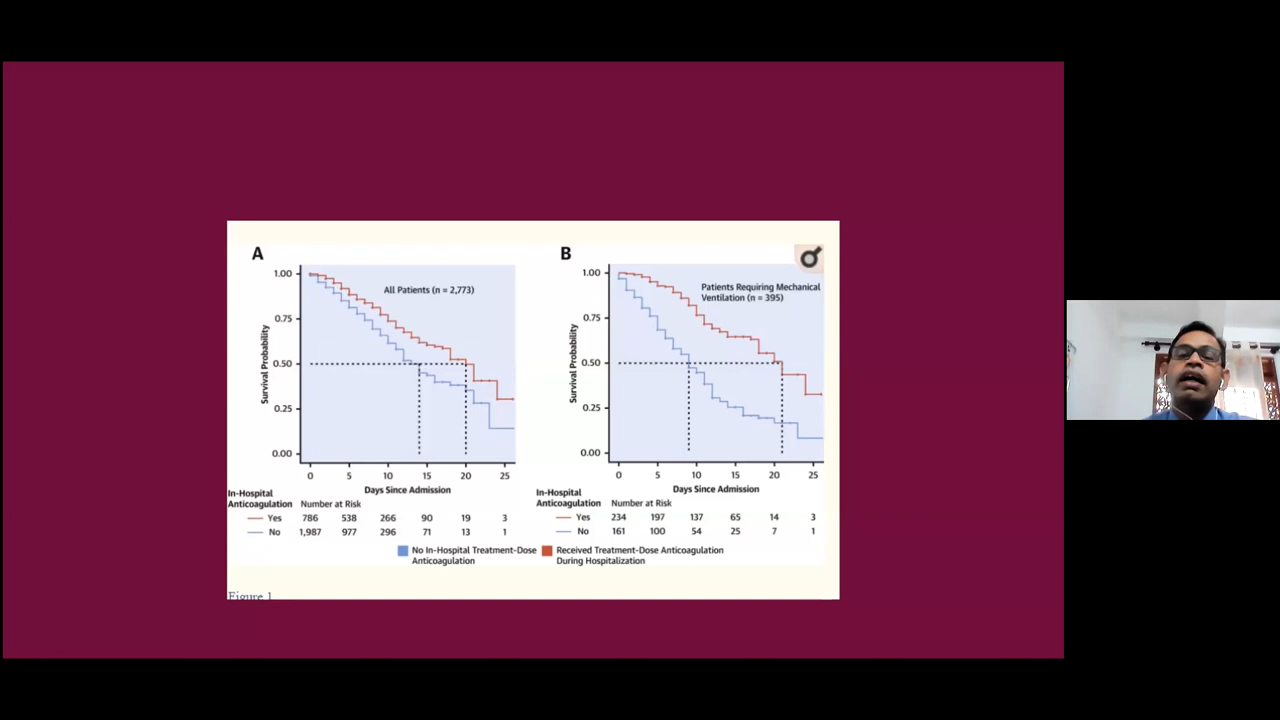 A
All Patients (n = 2,773)
Survival Probability
1.00
0.75
0.50
0.25
0.00
0 5 10 15 20 25
Days Since Admission
In-Hospital
Anticoagulation Number at Risk
Yes 786 538 266 90 19 3
No 1,987 977 296 71 13 1
B
Patients Requiring Mechanical
Ventilation (n = 395)
Survival Probability
1.00
0.75
0.50
0.25
0.00
0 5 10 15 20 25
Days Since Admission
In-Hospital
Anticoagulation Number at Risk
Yes 234 197 137 65 14 3
No 161 100 54 25 7 1
No In-Hospital Treatment-Dose
Anticoagulation
Received Treatment-Dose Anticoagulation
During Hospitalization
Figure 1